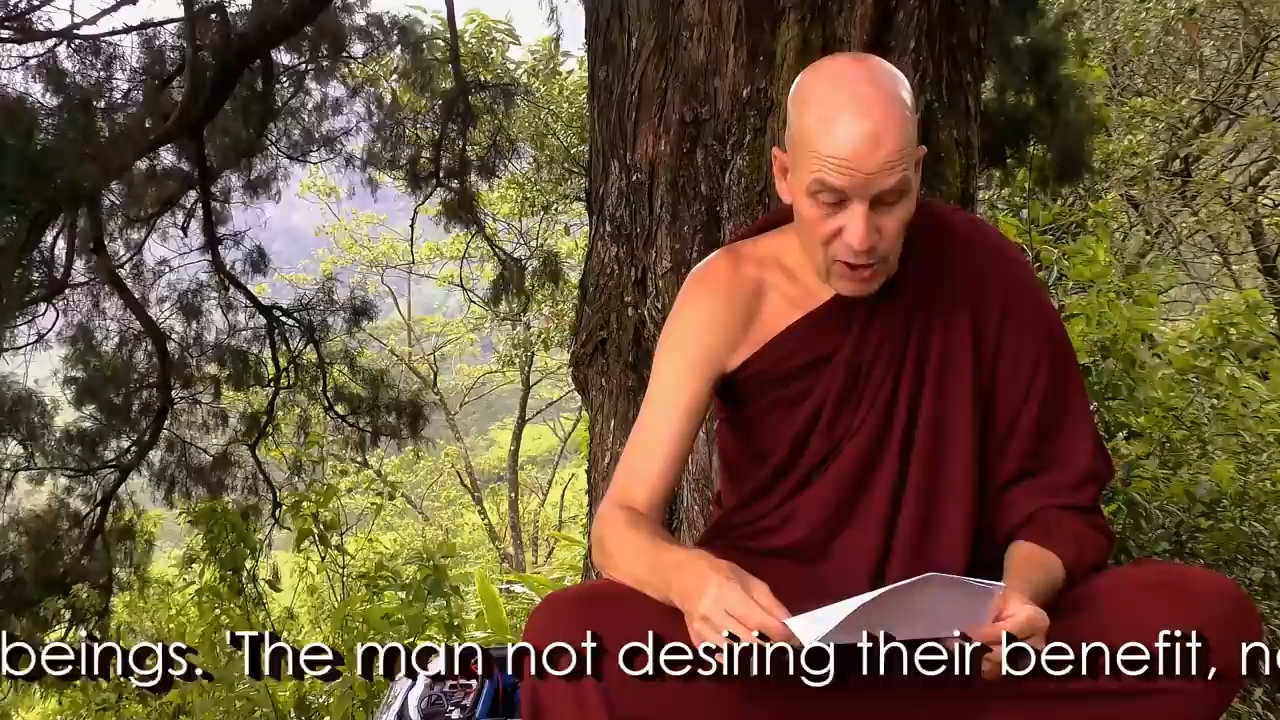 beings. 'The man not desiring their benefit,